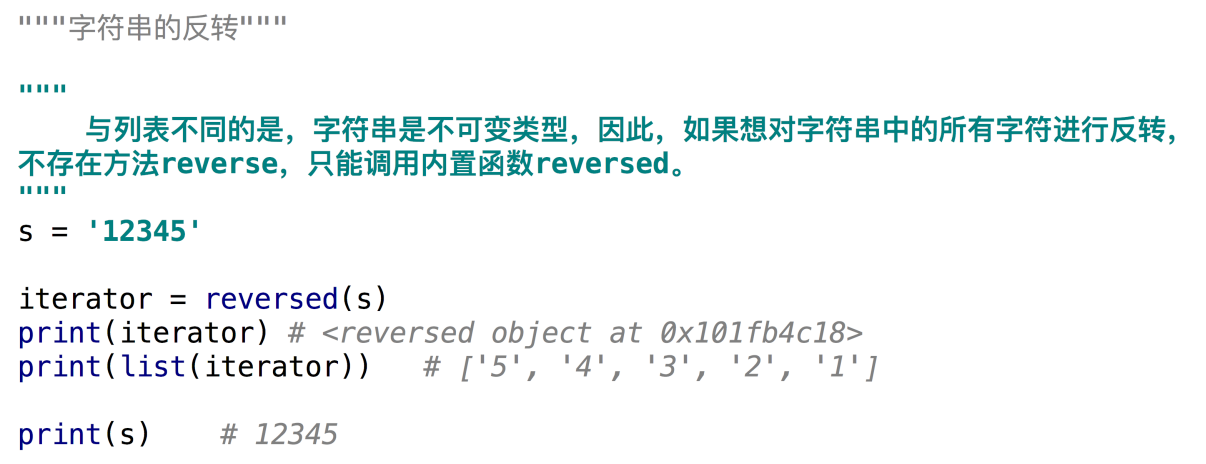 """字符串的反转"""
"""
    与列表不同的是，字符串是不可变类型，因此，如果想对字符串中的所有字符进行反转，
不存在方法reverse，只能调用内置函数reversed。
"""
s = '12345'
iterator = reversed(s)
print(iterator) # <reversed object at 0x101fb4c18>
print(list(iterator))   # ['5', '4', '3', '2', '1']
print(s)    # 12345